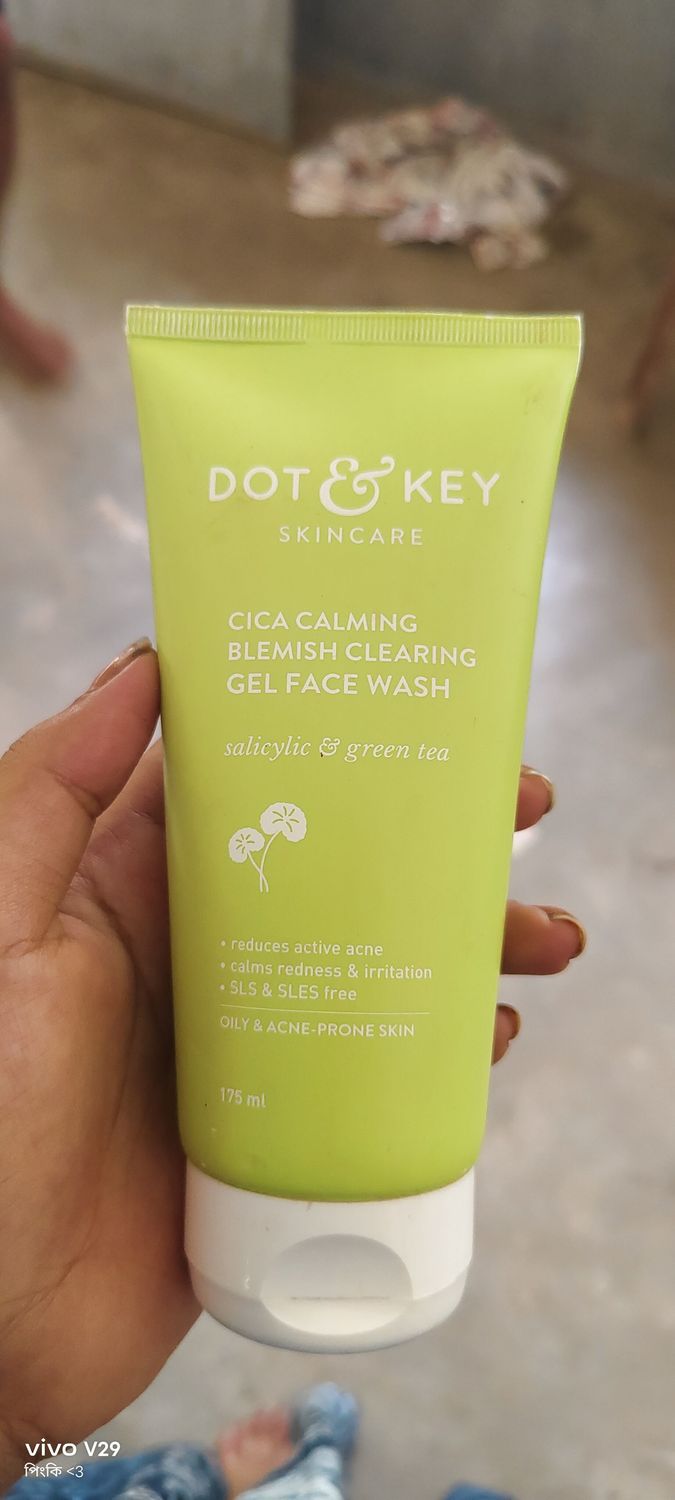 DOT & KEY
SKINCARE
CICA CALMING
BLEMISH CLEARING
GEL FACE WASH
salicylic & green tea
• reduces active acne
• calms redness & irritation
• SLS & SLES free
OILY & ACNE-PRONE SKIN
175 ml
vivo V29
পিংকি <3